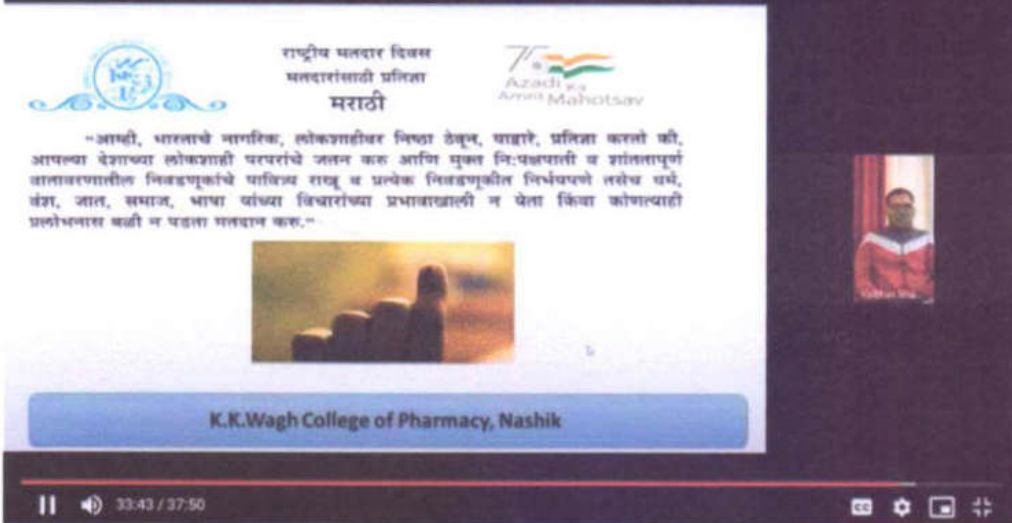 राष्ट्रीय मतदार दिवस
मतदारांसाठी प्रतिज्ञा
मराठी
Azadi Ka
Amrit Mahotsav
"आम्ही, भारताचे नागरिक, लोकशाहीवर निष्ठा ठेवून, याद्वारे, प्रतिज्ञा करतो की,
आपल्या देशाच्या लोकशाही परपरांचे जतन करु आणि मुक्त नि:पक्षपाती व शांततापूर्ण
वातावरणातील निवडणूकांचे पावित्र्य राखू व प्रत्येक निवडणूकीत निर्भयपणे तसेच धर्म,
वंश, जात, समाज, भाषा यांच्या विचारांच्या प्रभावाखाली न येता किंवा कोणत्याही
प्रलोभनास बळी न पडता मतदान करु."
K.K.Wagh College of Pharmacy, Nashik
33:43 / 37:50
CC